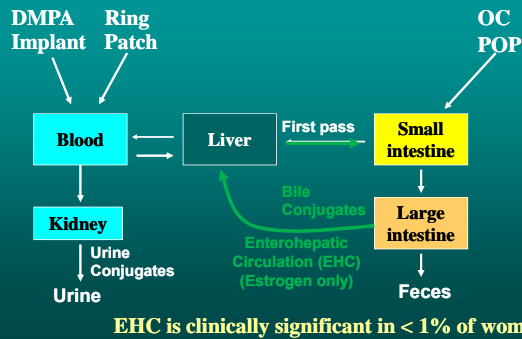 DMPA
Implant
Ring
Patch
OC
POP
Blood
Liver
First pass
Small
intestine
Bile
Conjugates
Kidney
Large
intestine
Enterohepatic
Circulation (EHC)
(Estrogen only)
Urine
Conjugates
Urine
Feces
EHC is clinically significant in < 1% of wom